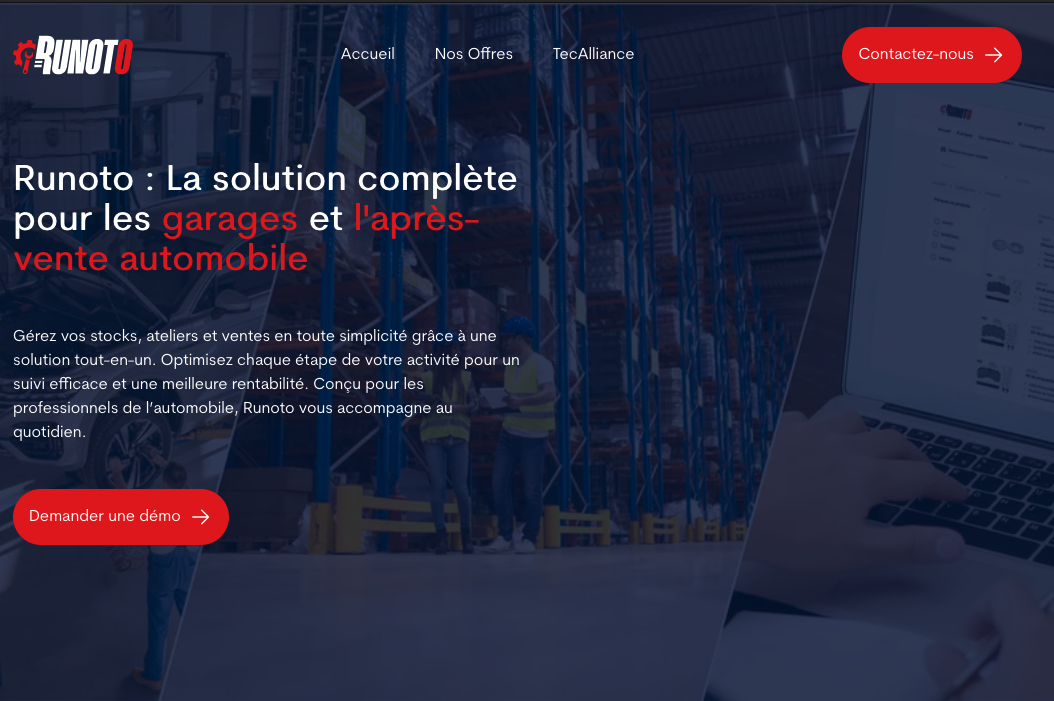 RUNOTO
Accueil
Nos Offres
TecAlliance
Contactez-nous
Runoto : La solution complète
pour les garages et l'après-
vente automobile
Gérez vos stocks, ateliers et ventes en toute simplicité grâce à une
solution tout-en-un. Optimisez chaque étape de votre activité pour un
suivi efficace et une meilleure rentabilité. Conçu pour les
professionnels de l’automobile, Runoto vous accompagne au
quotidien.
Demander une démo
RUNOTO